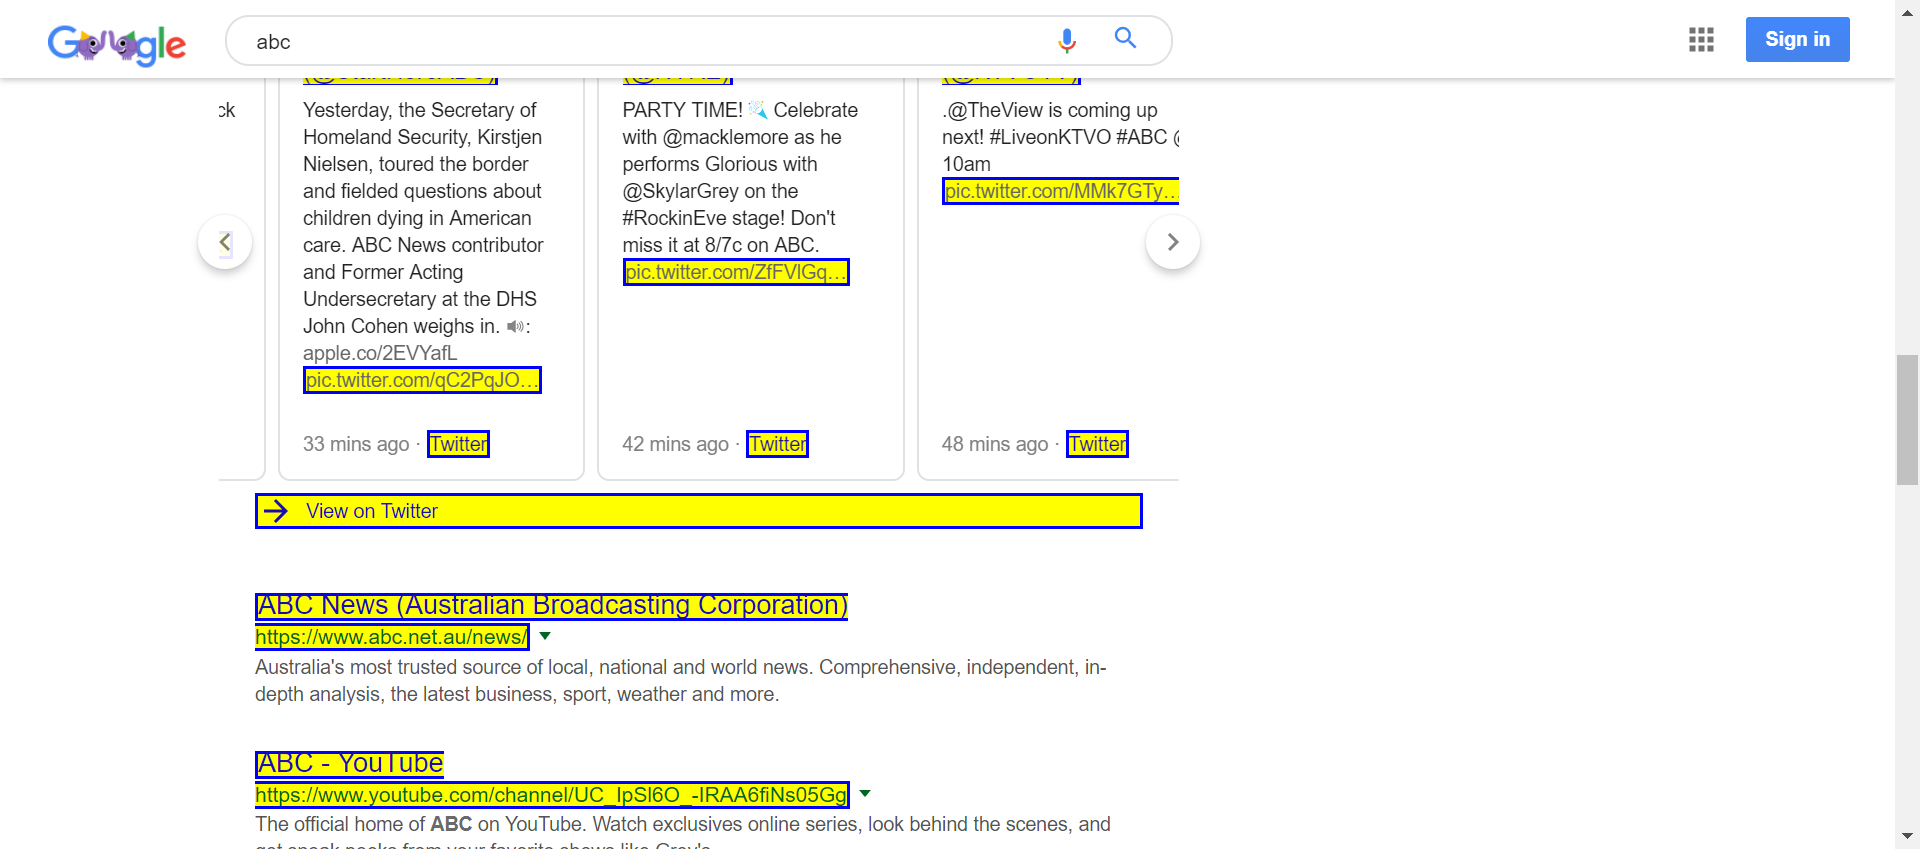 Google
abc
Sign in
ck
Yesterday, the Secretary of
Homeland Security, Kirstjen
Nielsen, toured the border
and fielded questions about
children dying in American
care. ABC News contributor
and Former Acting
Undersecretary at the DHS
John Cohen weighs in. 🔊:
apple.co/2EVYafL
pic.twitter.com/qC2PqJO...
33 mins ago · Twitter
PARTY TIME! 🎉 Celebrate
with @macklemore as he
performs Glorious with
@SkylarGrey on the
#RockinEve stage! Don't
miss it at 8/7c on ABC.
pic.twitter.com/ZfFVlGq...
42 mins ago · Twitter
.@TheView is coming up
next! #LiveonKTVO #ABC @
10am
pic.twitter.com/MMk7GTy...
48 mins ago · Twitter
View on Twitter
ABC News (Australian Broadcasting Corporation)
https://www.abc.net.au/news/
Australia's most trusted source of local, national and world news. Comprehensive, independent, in-
depth analysis, the latest business, sport, weather and more.
ABC - YouTube
https://www.youtube.com/channel/UC_IpSl6O_-IRAA6fiNs05Gg
The official home of ABC on YouTube. Watch exclusives online series, look behind the scenes, and